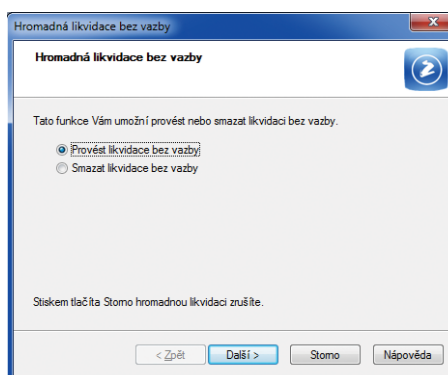 Hromadná likvidace bez vazby
Hromadná likvidace bez vazby
Tato funkce Vám umožní provést nebo smazat likvidaci bez vazby.
Provést likvidace bez vazby
Smazat likvidace bez vazby
Stiskem tlačíta Storno hromadnou likvidaci zrušíte.
< Zpět
Další >
Storno
Nápověda